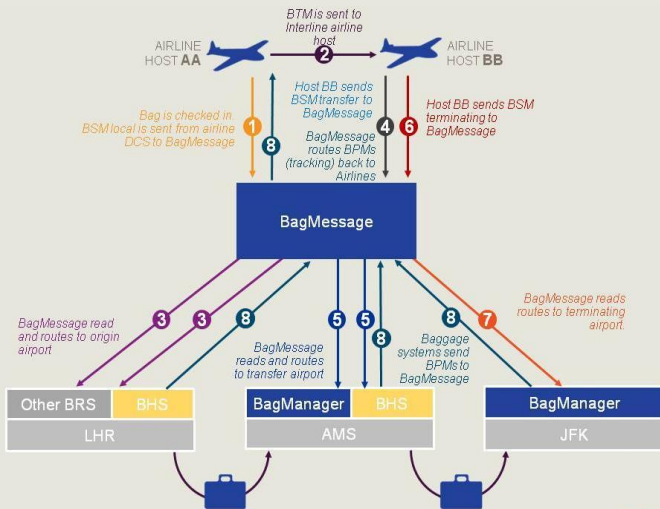 BTM is sent to
Interline airline
host
2
AIRLINE
HOST AA
AIRLINE
HOST BB
Bag is checked in.
BSM local is sent from airline
DCS to BagMessage
1
8
Host BB sends
BSM transfer to
BagMessage
BagMessage
routes BPMs
(tracking) back to
Airlines
4
6
Host BB sends BSM
terminating to
BagMessage
BagMessage
BagMessage read
and routes to origin
airport
3
3
8
5
5
8
8
7
BagMessage reads
and routes to
transfer airport
Baggage
systems send
BPMs to
BagMessage
BagMessage reads
routes to terminating
airport.
Other BRS
BHS
LHR
BagManager
BHS
AMS
BagManager
JFK